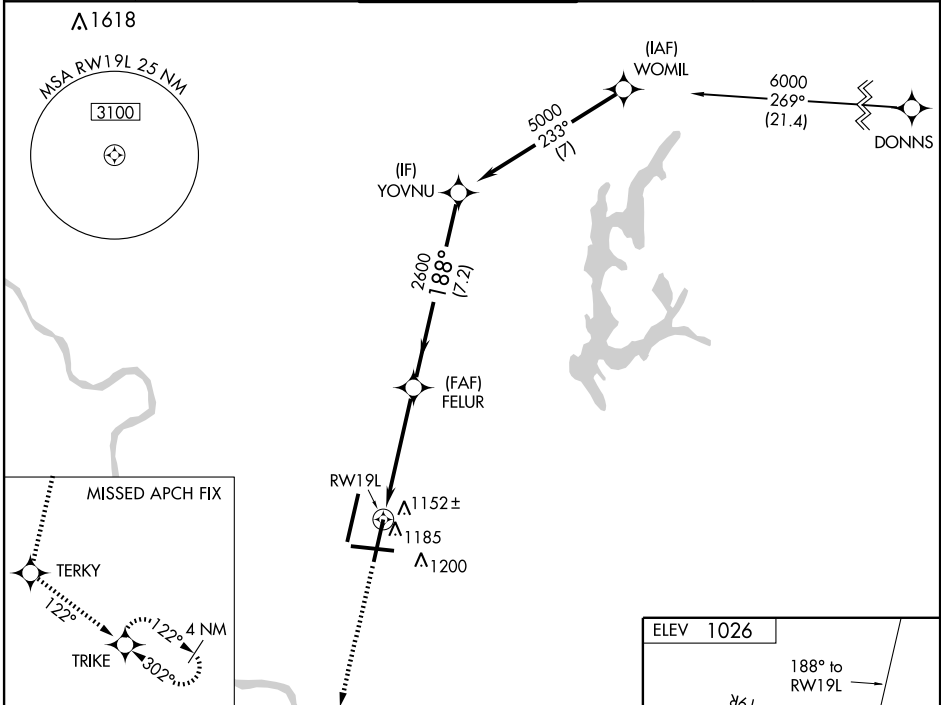 1618
MSA RW19L 25 NM
3100
(IAF)
WOMIL
6000
269°
(21.4)
DONNS
5000
233°
(7)
(IF)
YOVNU
2600
188°
(7.2)
(FAF)
FELUR
RW19L
1152±
1185
1200
MISSED APCH FIX
TERKY
122°
122°
4 NM
302°
TRIKE
ELEV 1026
188° to
RW19L
19R